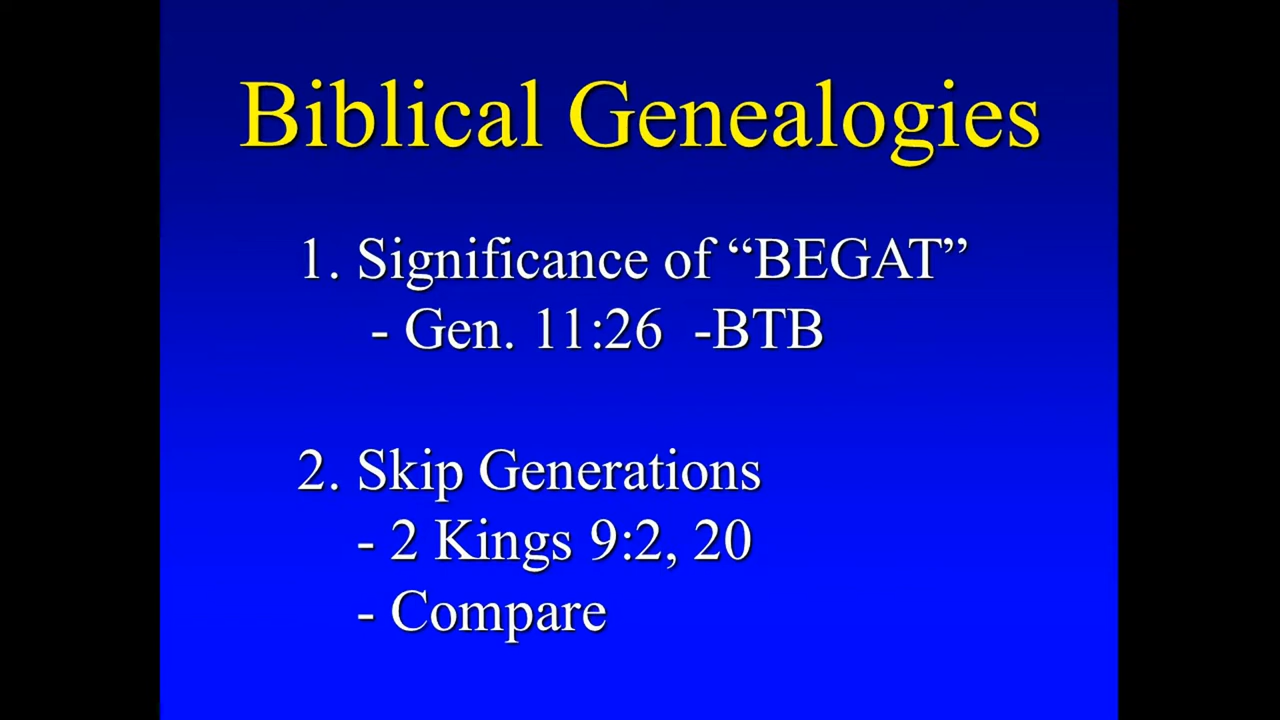 Biblical Genealogies
1. Significance of “BEGAT”
- Gen. 11:26 -BTB
2. Skip Generations
- 2 Kings 9:2, 20
- Compare